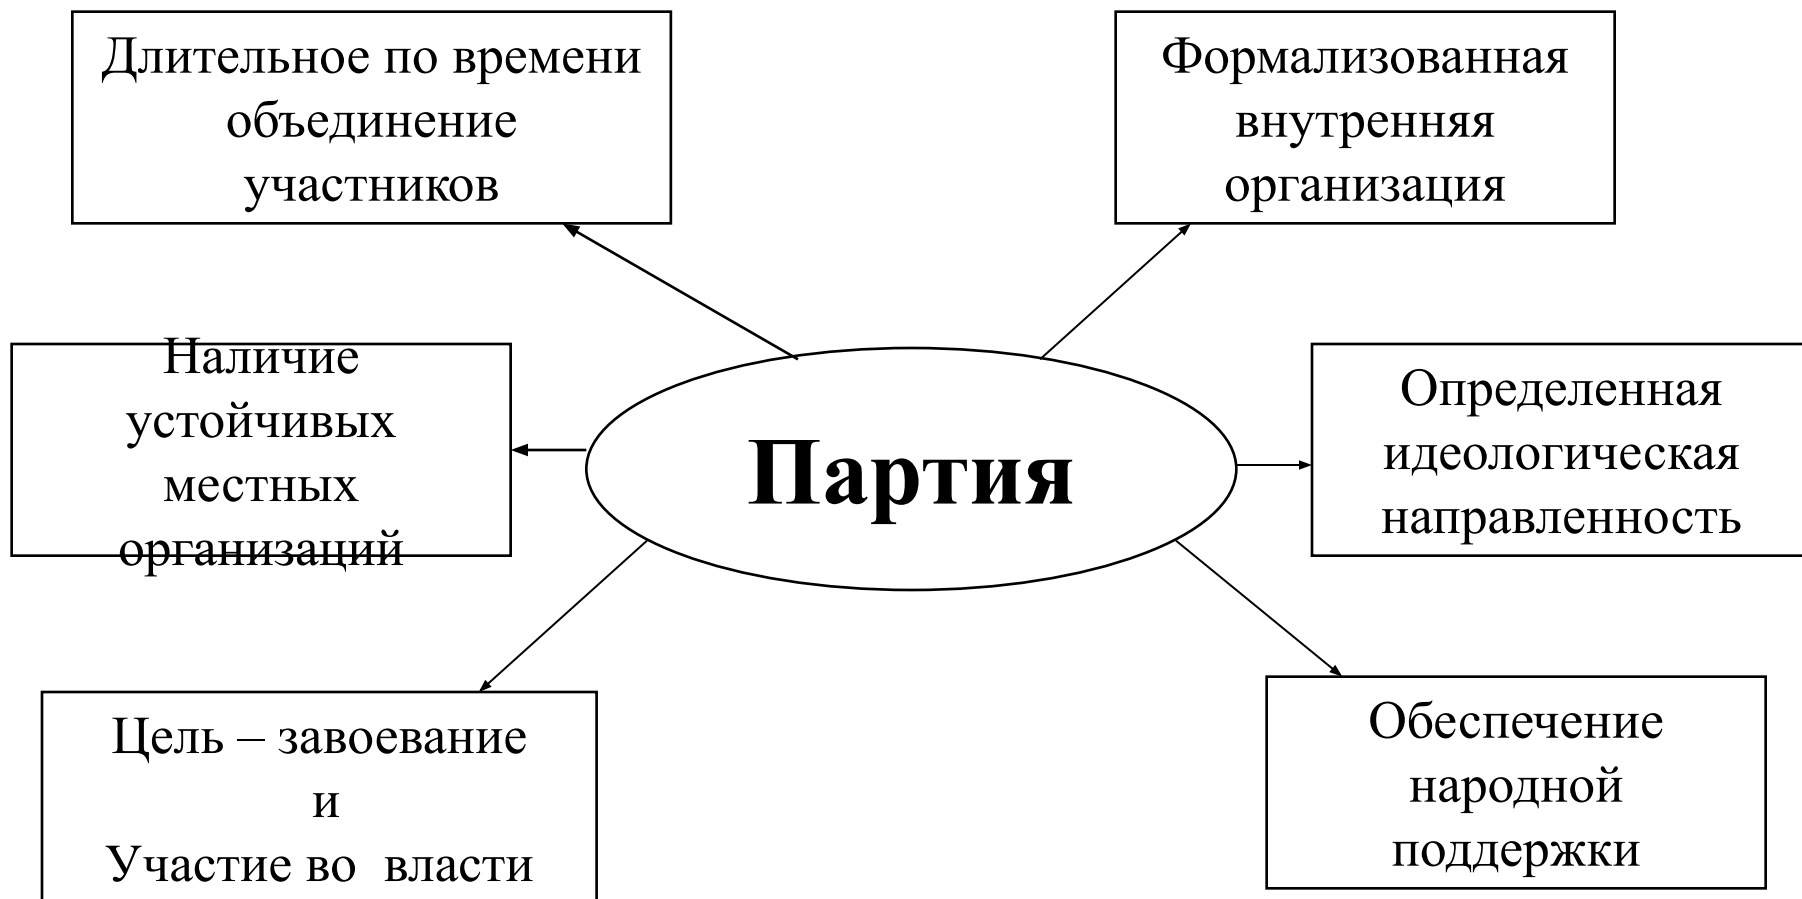 Длительное по времени
объединение
участников
Формализованная
внутренняя
организация
Наличие
устойчивых
местных
организаций
Партия
Определенная
идеологическая
направленность
Цель – завоевание
и
Участие во  власти
Обеспечение
народной
поддержки